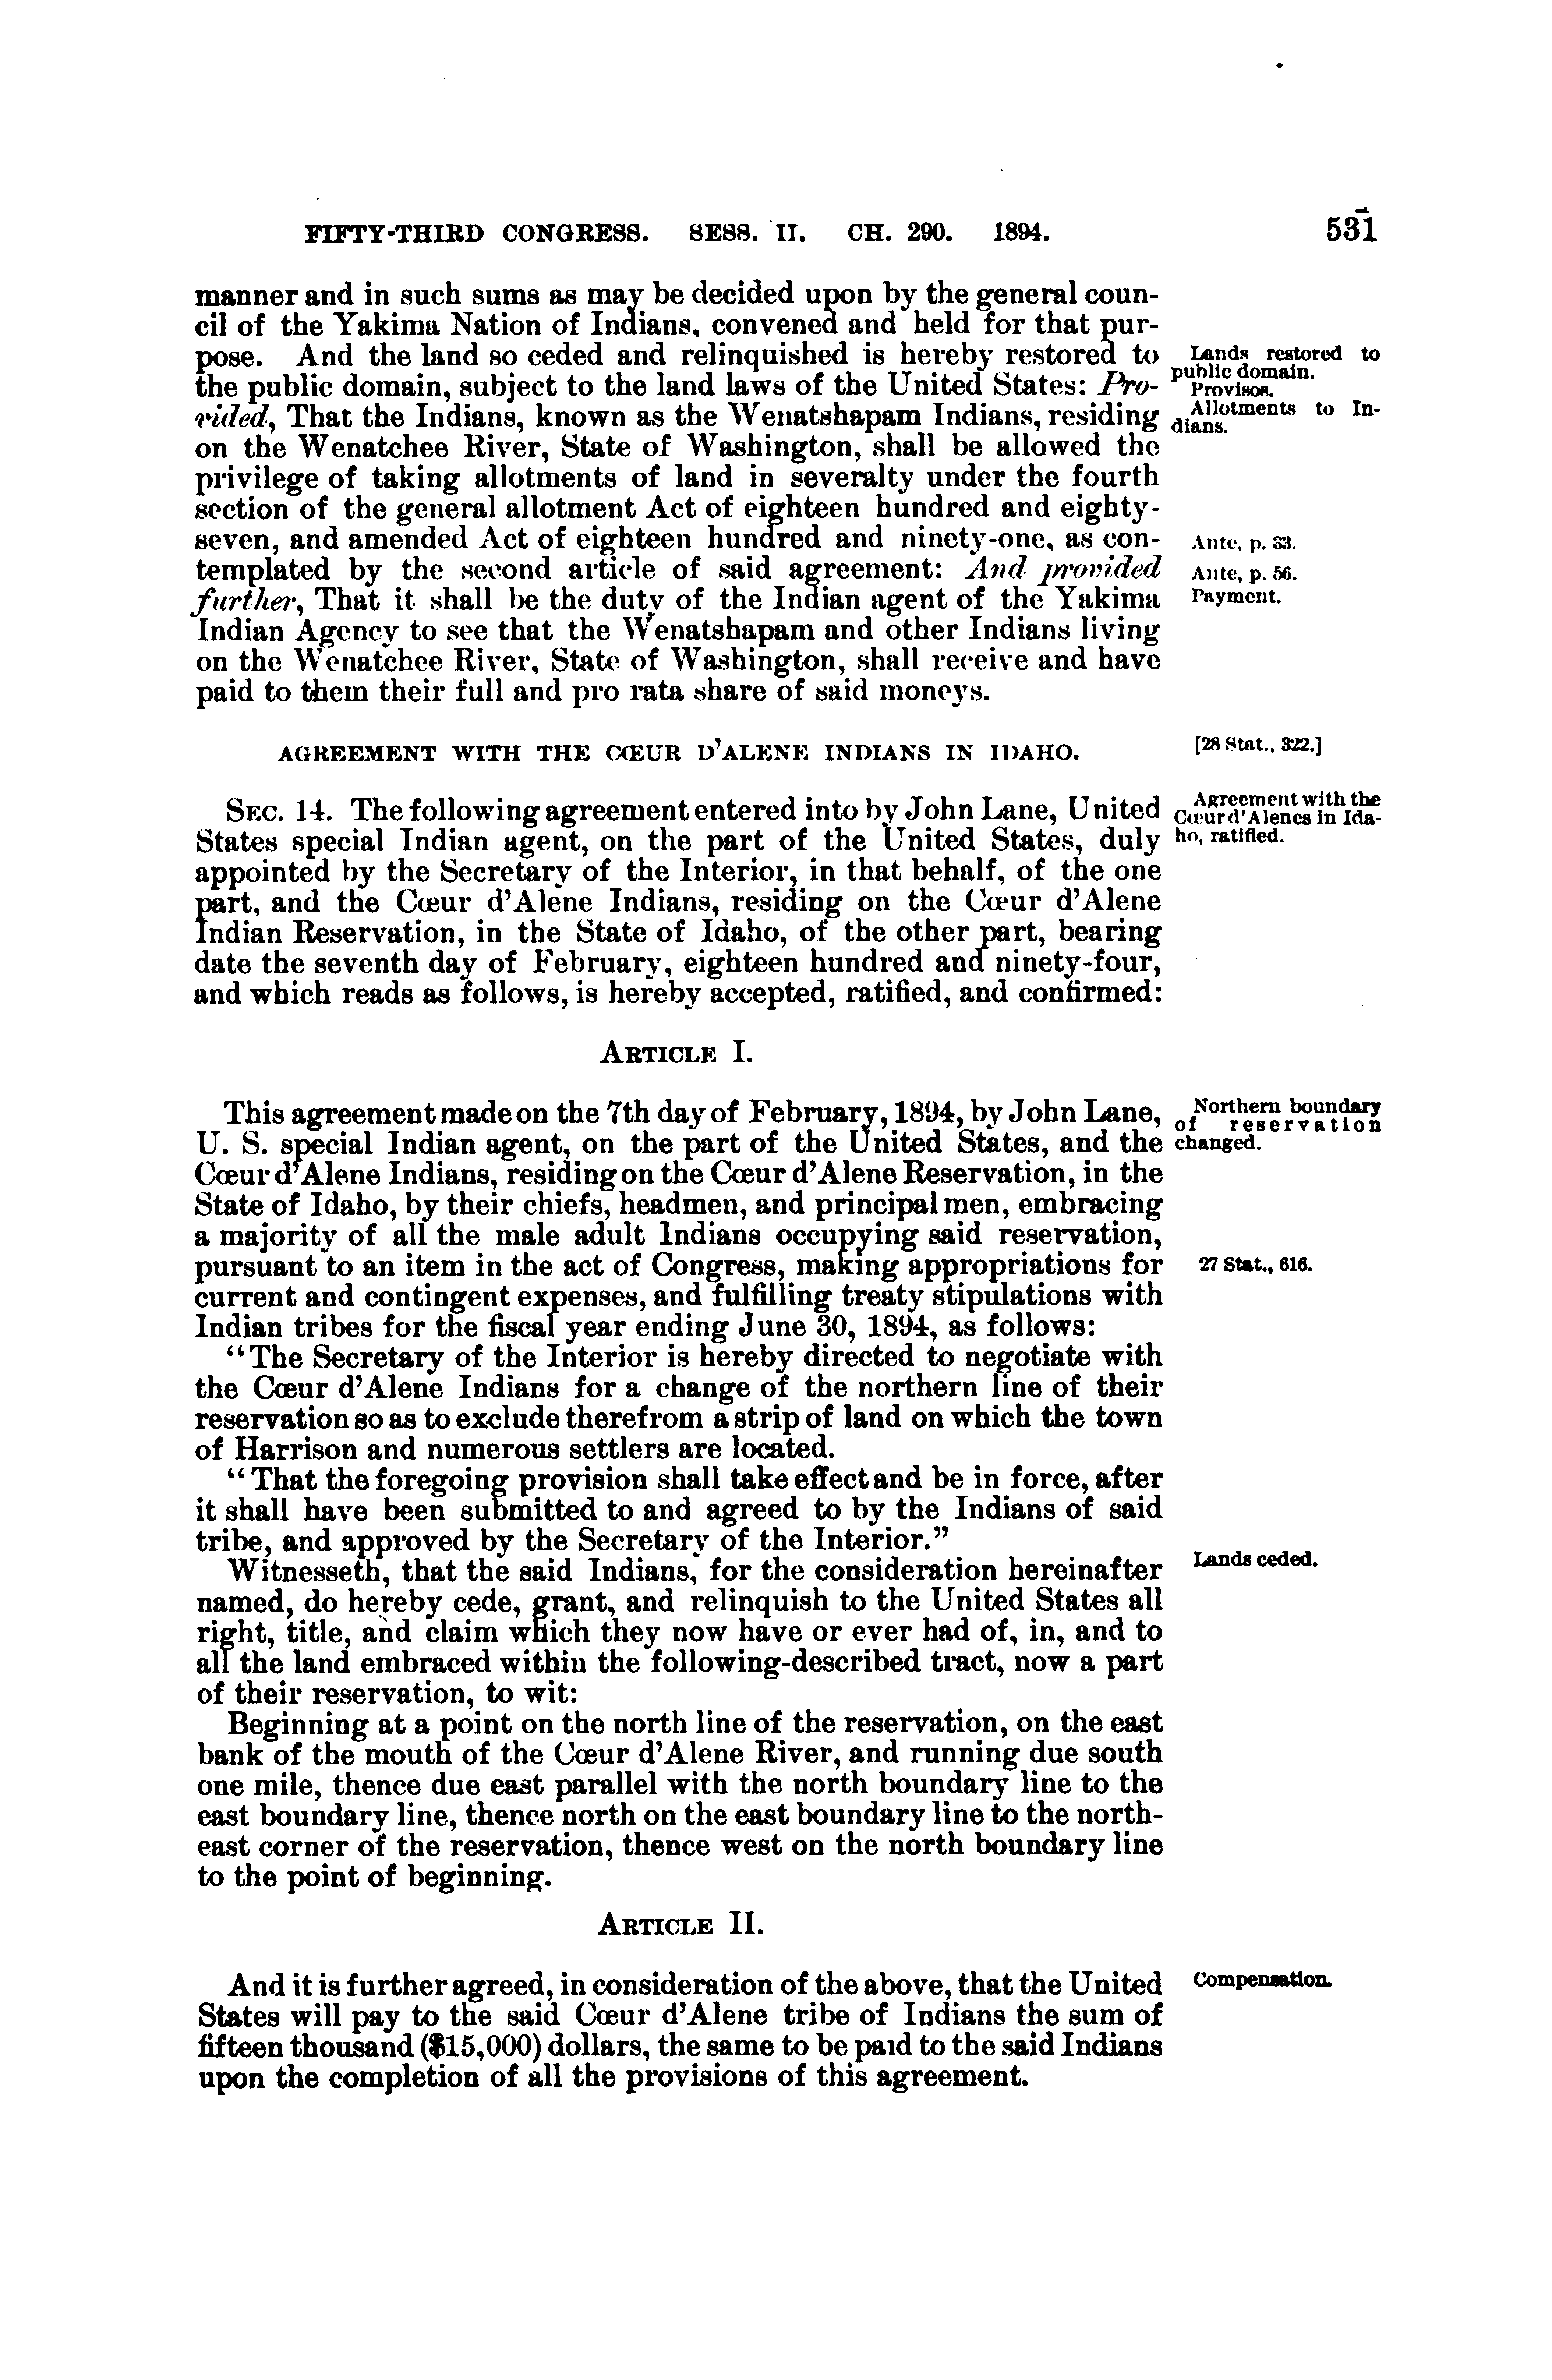 FIFTY-THIRD CONGRESS. SESS. II. CH. 290. 1894. 531
manner and in such sums as may be decided upon by the general coun-
cil of the Yakima Nation of Indians, convened and held for that pur-
pose. And the land so ceded and relinquished is hereby restored to
the public domain, subject to the land laws of the United States: Pro-
vided, That the Indians, known as the Wenatshapam Indians, residing
on the Wenatchee River, State of Washington, shall be allowed the
privilege of taking allotments of land in severalty under the fourth
section of the general allotment Act of eighteen hundred and eighty-
seven, and amended Act of eighteen hundred and ninety-one, as con-
templated by the second article of said agreement: And provided
further, That it shall be the duty of the Indian agent of the Yakima
Indian Agency to see that the Wenatshapam and other Indians living
on the Wenatchee River, State of Washington, shall receive and have
paid to them their full and pro rata share of said moneys.
Lands restored to
public domain.
Provisos.
Allotments to In-
dians.
Ante, p. 33.
Ante, p. 56.
Payment.
AGREEMENT WITH THE CŒUR D'ALENE INDIANS IN IDAHO.
[28 Stat., 322.]
SEC. 14. The following agreement entered into by John Lane, United
States special Indian agent, on the part of the United States, duly
appointed by the Secretary of the Interior, in that behalf, of the one
part, and the Cœur d'Alene Indians, residing on the Cœur d'Alene
Indian Reservation, in the State of Idaho, of the other part, bearing
date the seventh day of February, eighteen hundred and ninety-four,
and which reads as follows, is hereby accepted, ratified, and confirmed:
Agreement with the
Cœur d'Alenes in Ida-
ho, ratified.
ARTICLE I.
This agreement made on the 7th day of February, 1894, by John Lane,
U. S. special Indian agent, on the part of the United States, and the
Cœur d'Alene Indians, residing on the Cœur d'Alene Reservation, in the
State of Idaho, by their chiefs, headmen, and principal men, embracing
a majority of all the male adult Indians occupying said reservation,
pursuant to an item in the act of Congress, making appropriations for
current and contingent expenses, and fulfilling treaty stipulations with
Indian tribes for the fiscal year ending June 30, 1894, as follows:
Northern boundary
of reservation
changed.
27 Stat., 616.
"The Secretary of the Interior is hereby directed to negotiate with
the Cœur d'Alene Indians for a change of the northern line of their
reservation so as to exclude therefrom a strip of land on which the town
of Harrison and numerous settlers are located.
"That the foregoing provision shall take effect and be in force, after
it shall have been submitted to and agreed to by the Indians of said
tribe, and approved by the Secretary of the Interior."
Witnesseth, that the said Indians, for the consideration hereinafter
named, do hereby cede, grant, and relinquish to the United States all
right, title, and claim which they now have or ever had of, in, and to
all the land embraced within the following-described tract, now a part
of their reservation, to wit:
Lands ceded.
Beginning at a point on the north line of the reservation, on the east
bank of the mouth of the Cœur d'Alene River, and running due south
one mile, thence due east parallel with the north boundary line to the
east boundary line, thence north on the east boundary line to the north-
east corner of the reservation, thence west on the north boundary line
to the point of beginning.
ARTICLE II.
And it is further agreed, in consideration of the above, that the United
States will pay to the said Cœur d'Alene tribe of Indians the sum of
fifteen thousand ($15,000) dollars, the same to be paid to the said Indians
upon the completion of all the provisions of this agreement.
Compensation.